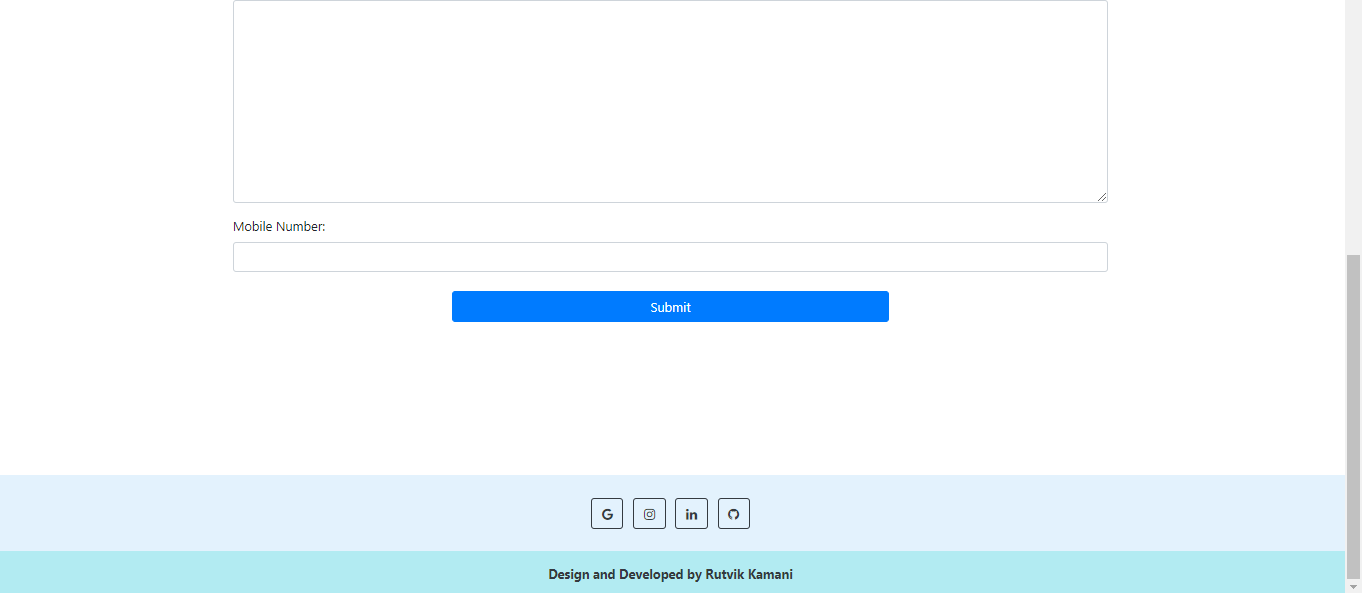 Mobile Number:
Submit
Design and Developed by Rutvik Kamani